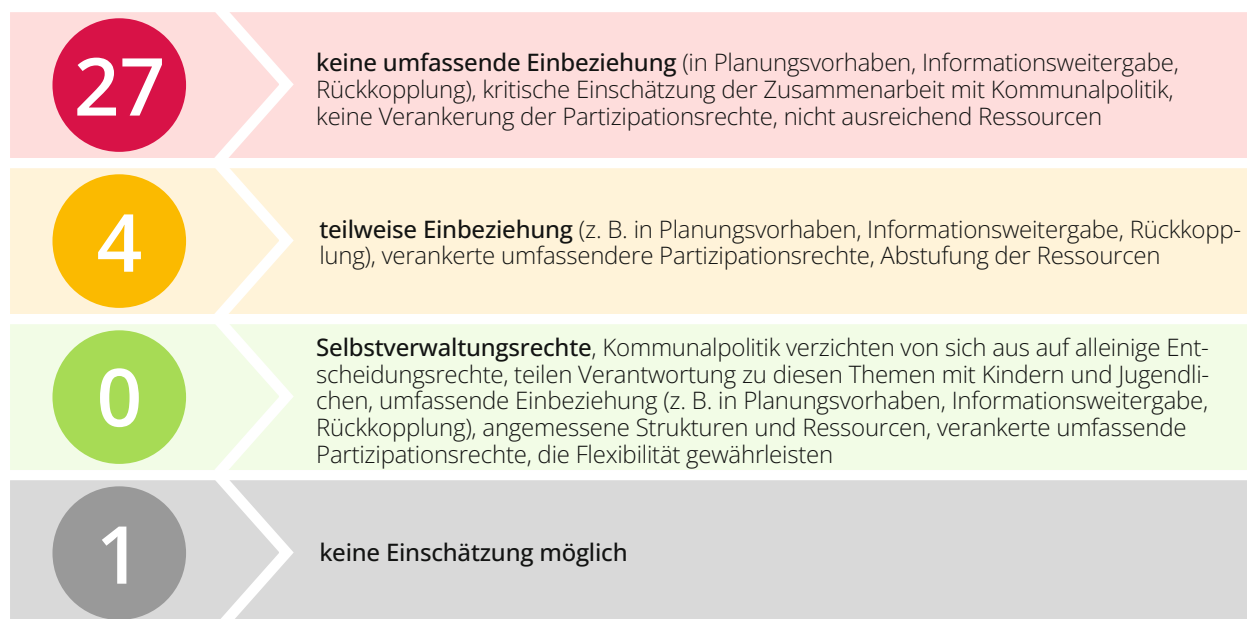 27
keine umfassende Einbeziehung (in Planungsvorhaben, Informationsweitergabe,
Rückkopplung), kritische Einschätzung der Zusammenarbeit mit Kommunalpolitik,
keine Verankerung der Partizipationsrechte, nicht ausreichend Ressourcen
4
teilweise Einbeziehung (z. B. in Planungsvorhaben, Informationsweitergabe, Rückkopp-
lung), verankerte umfassendere Partizipationsrechte, Abstufung der Ressourcen
0
Selbstverwaltungsrechte, Kommunalpolitik verzichten von sich aus auf alleinige Ent-
scheidungsrechte, teilen Verantwortung zu diesen Themen mit Kindern und Jugendli-
chen, umfassende Einbeziehung (z. B. in Planungsvorhaben, Informationsweitergabe,
Rückkopplung), angemessene Strukturen und Ressourcen, verankerte umfassende
Partizipationsrechte, die Flexibilität gewährleisten
1
keine Einschätzung möglich